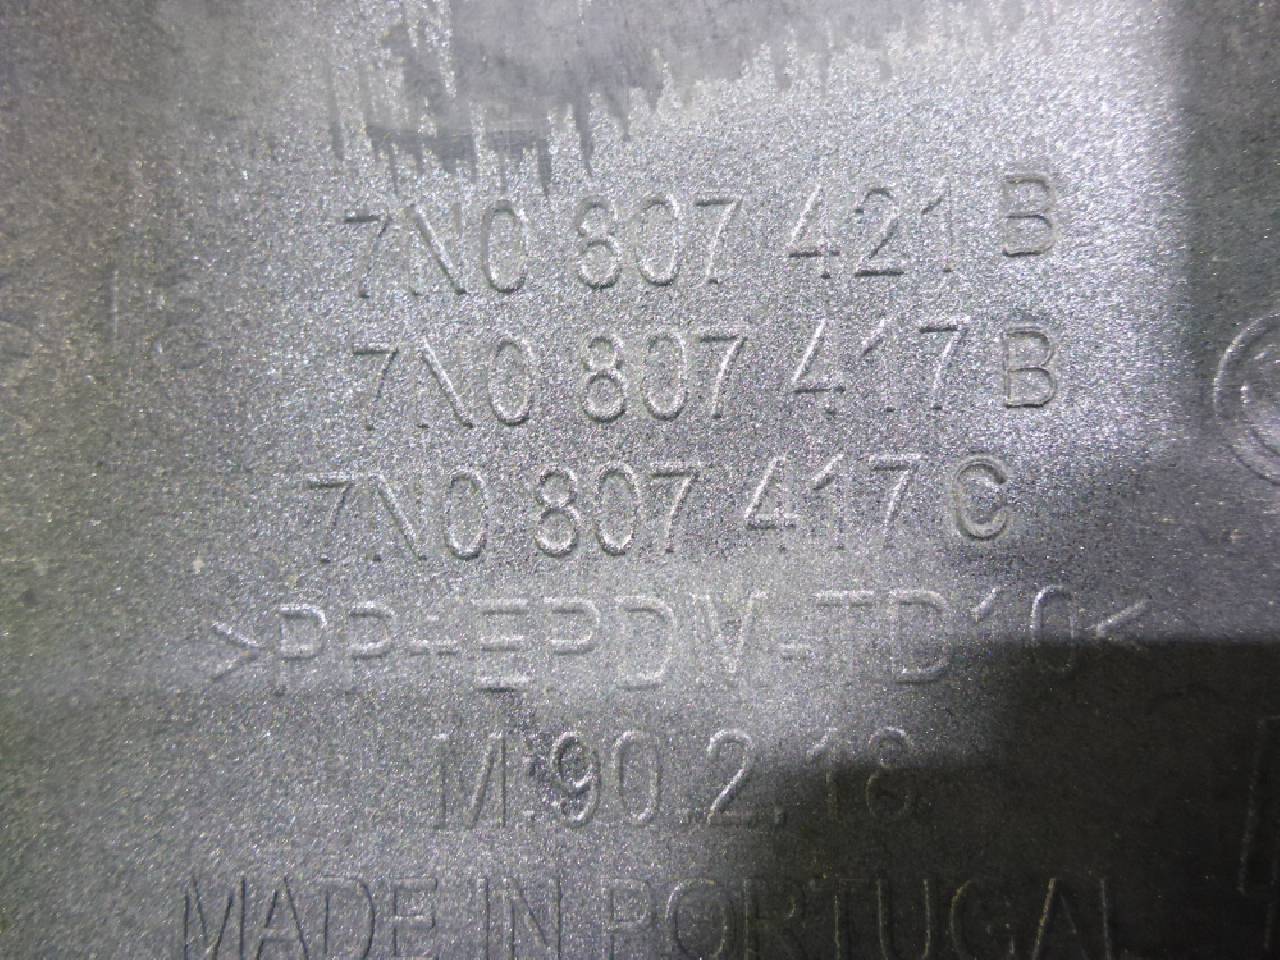 7N0 807 421 B
7N0 807 417 B
7N0 807 417 C
>PP+EPDM-TD10<
M.90.2.18
MADE IN PORTUGAL